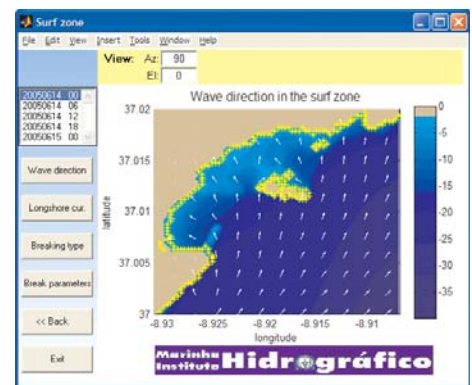 Surf zone
File Edit View Insert Tools Window Help
View: Az: 90
El: 0
20050614 00
20050614 06
20050614 12
20050614 18
20050615 00
Wave direction
Longshore cur.
Breaking type
Break parameters
<< Back
Exit
Wave direction in the surf zone
37.02
37.015
37.01
37.005
37
latitude
-8.93 -8.925 -8.92 -8.915 -8.91
longitude
0
-5
-10
-15
-20
-25
-30
-35
Marinha
Instituto Hidrográfico